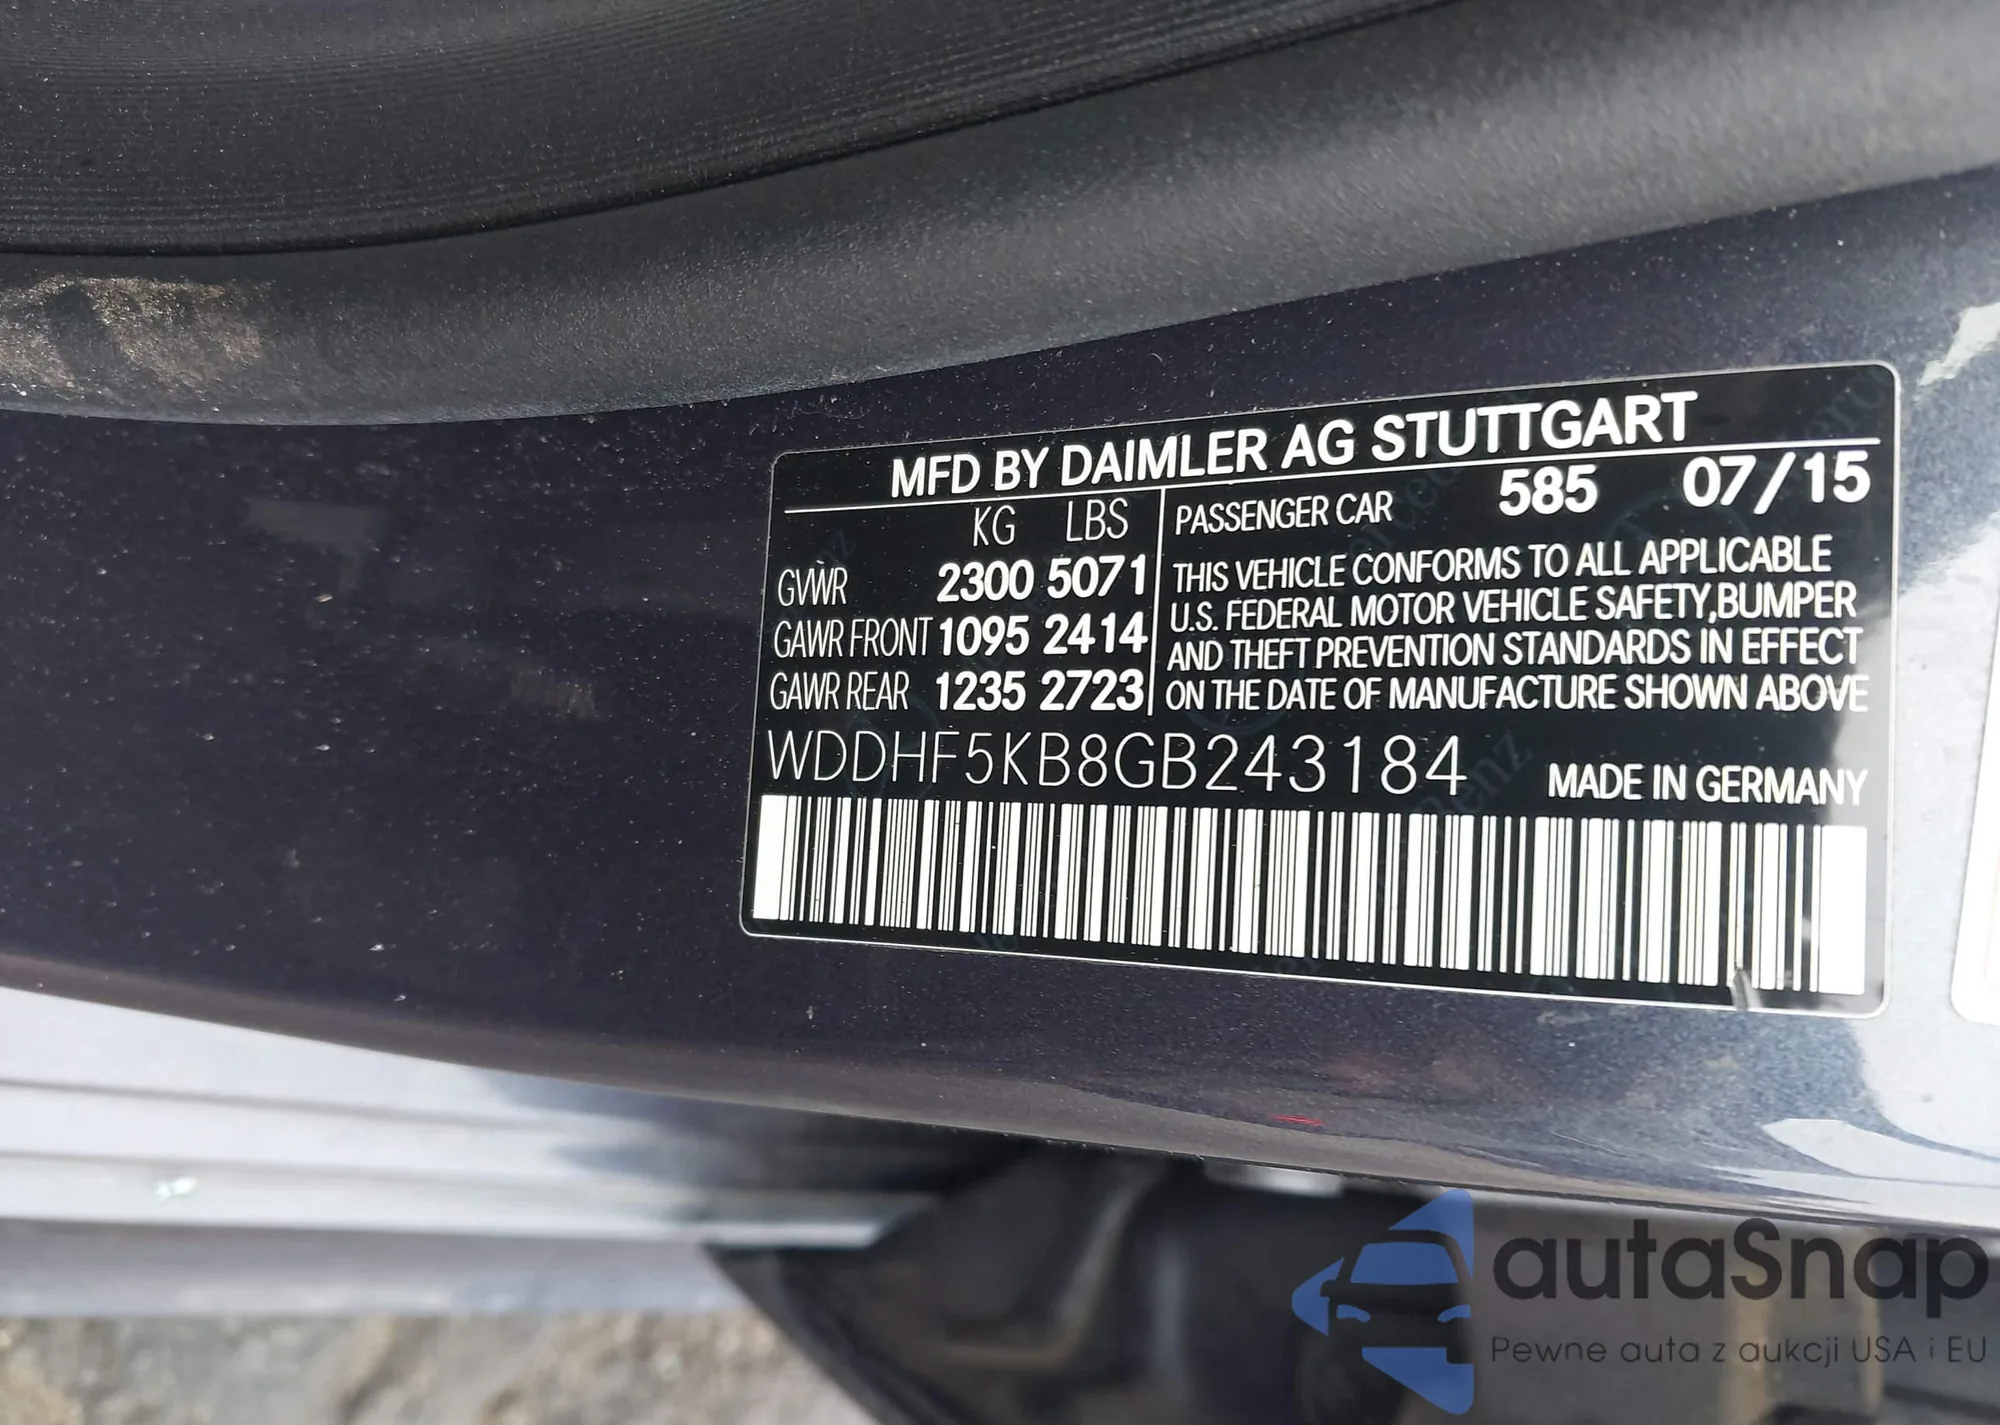 MFD BY DAIMLER AG STUTTGART
KG LBS
GVWR 2300 5071
GAWR FRONT 1095 2414
GAWR REAR 1235 2723
PASSENGER CAR 585 07/15
THIS VEHICLE CONFORMS TO ALL APPLICABLE
U.S. FEDERAL MOTOR VEHICLE SAFETY,BUMPER
AND THEFT PREVENTION STANDARDS IN EFFECT
ON THE DATE OF MANUFACTURE SHOWN ABOVE
WDDHF5KB8GB243184 MADE IN GERMANY
autaSnap
Pewne auta z aukcji USA i EU